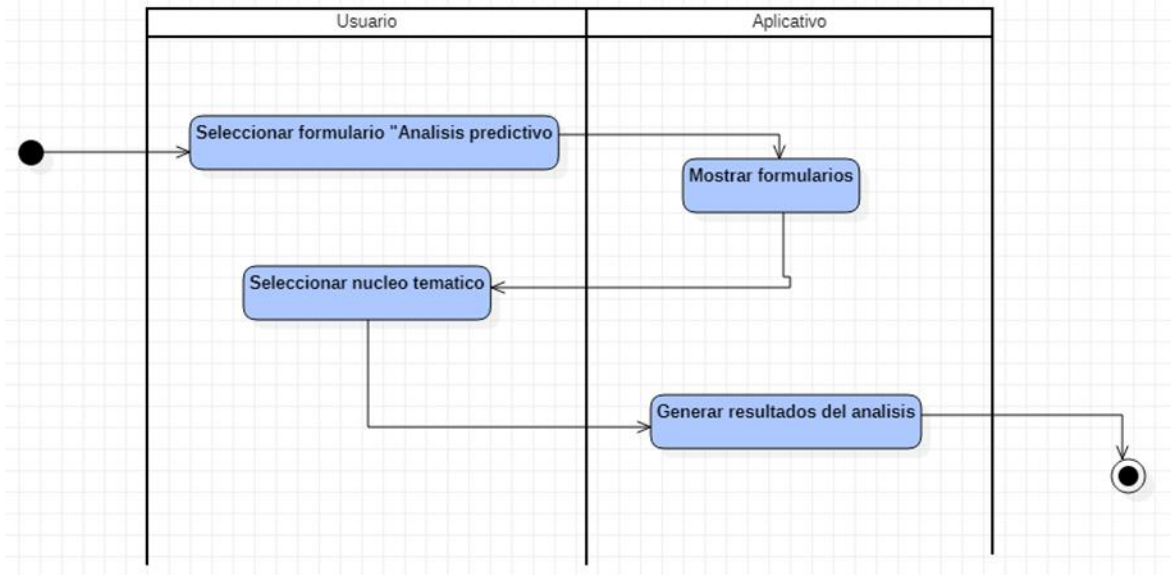 Usuario
Aplicativo
Seleccionar formulario "Analisis predictivo
Mostrar formularios
Seleccionar nucleo tematico
Generar resultados del analisis